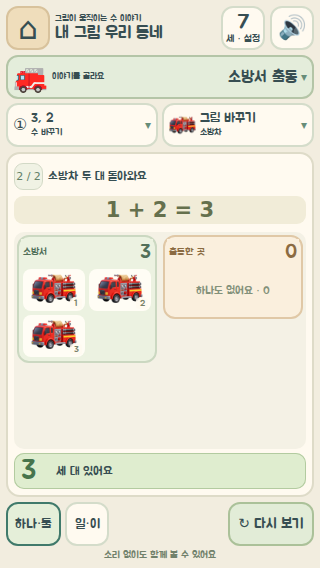 그림이 움직이는 수 이야기
내 그림 우리 동네
7
세 · 설정
이야기를 골라요
소방서 출동 ▾
① 3, 2
수 바꾸기 ▾
그림 바꾸기
소방차 ▾
2 / 2 소방차 두 대 돌아와요
1 + 2 = 3
소방서 3
1
2
3
출동한 곳 0
하나도 없어요 · 0
3 세 대 있어요
하나·둘
일·이
↻ 다시 보기
소리 없이도 함께 볼 수 있어요